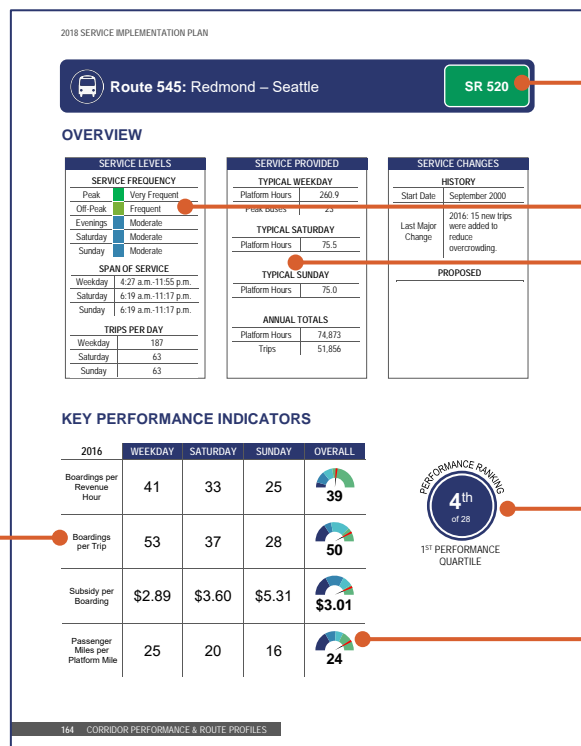 2018 SERVICE IMPLEMENTATION PLAN
Route 545: Redmond – Seattle
SR 520
OVERVIEW
SERVICE LEVELS
SERVICE FREQUENCY
Peak Very Frequent
Off-Peak Frequent
Evenings Moderate
Saturday Moderate
Sunday Moderate
SPAN OF SERVICE
Weekday 4:27 a.m.-11:55 p.m.
Saturday 6:19 a.m.-11:17 p.m.
Sunday 6:19 a.m.-11:17 p.m.
TRIPS PER DAY
Weekday 187
Saturday 63
Sunday 63
SERVICE PROVIDED
TYPICAL WEEKDAY
Platform Hours 260.9
Peak Buses 23
TYPICAL SATURDAY
Platform Hours 75.5
TYPICAL SUNDAY
Platform Hours 75.0
ANNUAL TOTALS
Platform Hours 74,873
Trips 51,856
SERVICE CHANGES
HISTORY
Start Date September 2000
Last Major Change
2016: 15 new trips
were added to
reduce
overcrowding.
PROPOSED
KEY PERFORMANCE INDICATORS
2016 WEEKDAY SATURDAY SUNDAY OVERALL
Boardings per
Revenue
Hour
41 33 25 39
Boardings
per Trip
53 37 28 50
Subsidy per
Boarding
$2.89 $3.60 $5.31 $3.01
Passenger
Miles per
Platform Mile
25 20 16 24
PERFORMANCE RANKING
4th
of 28
1ST PERFORMANCE
QUARTILE
164 CORRIDOR PERFORMANCE & ROUTE PROFILES